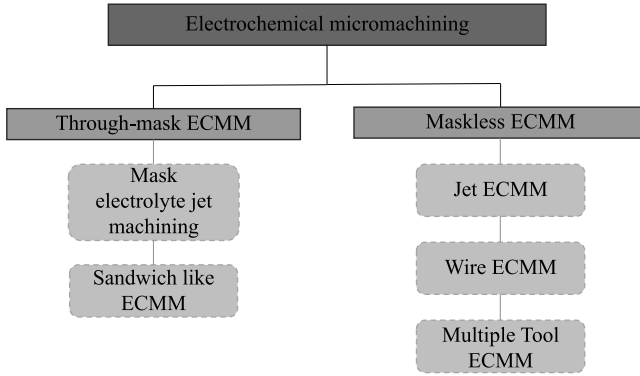 Electrochemical micromachining
Through-mask ECMM
Maskless ECMM
Mask
electrolyte jet
machining
Jet ECMM
Sandwich like
ECMM
Wire ECMM
Multiple Tool
ECMM